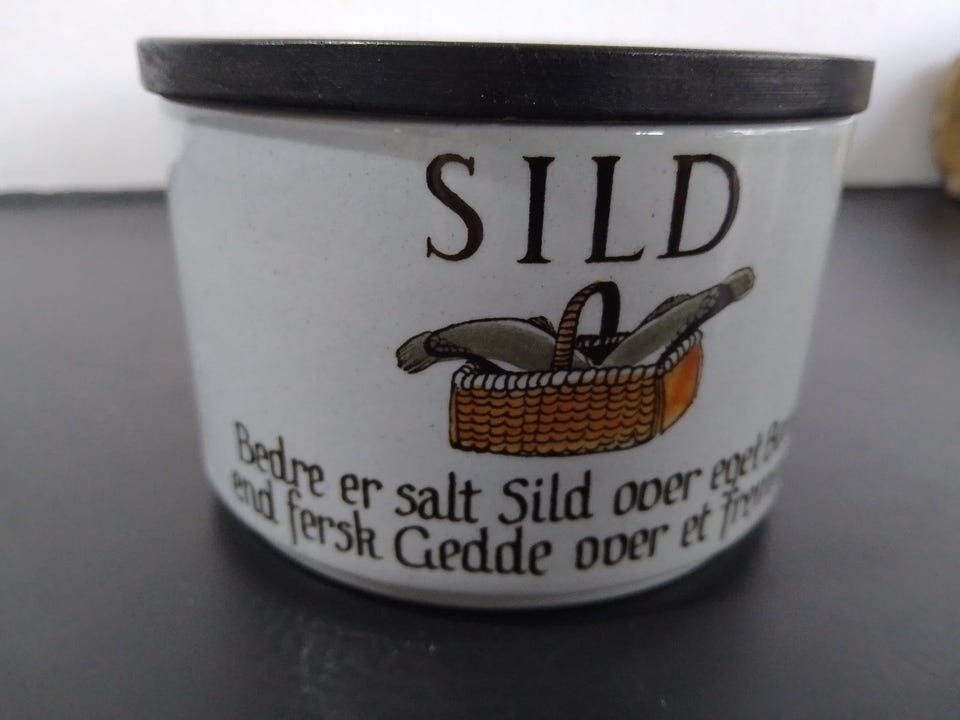 SILD
Bedre er salt Sild over eget
end fersk Gedde over et